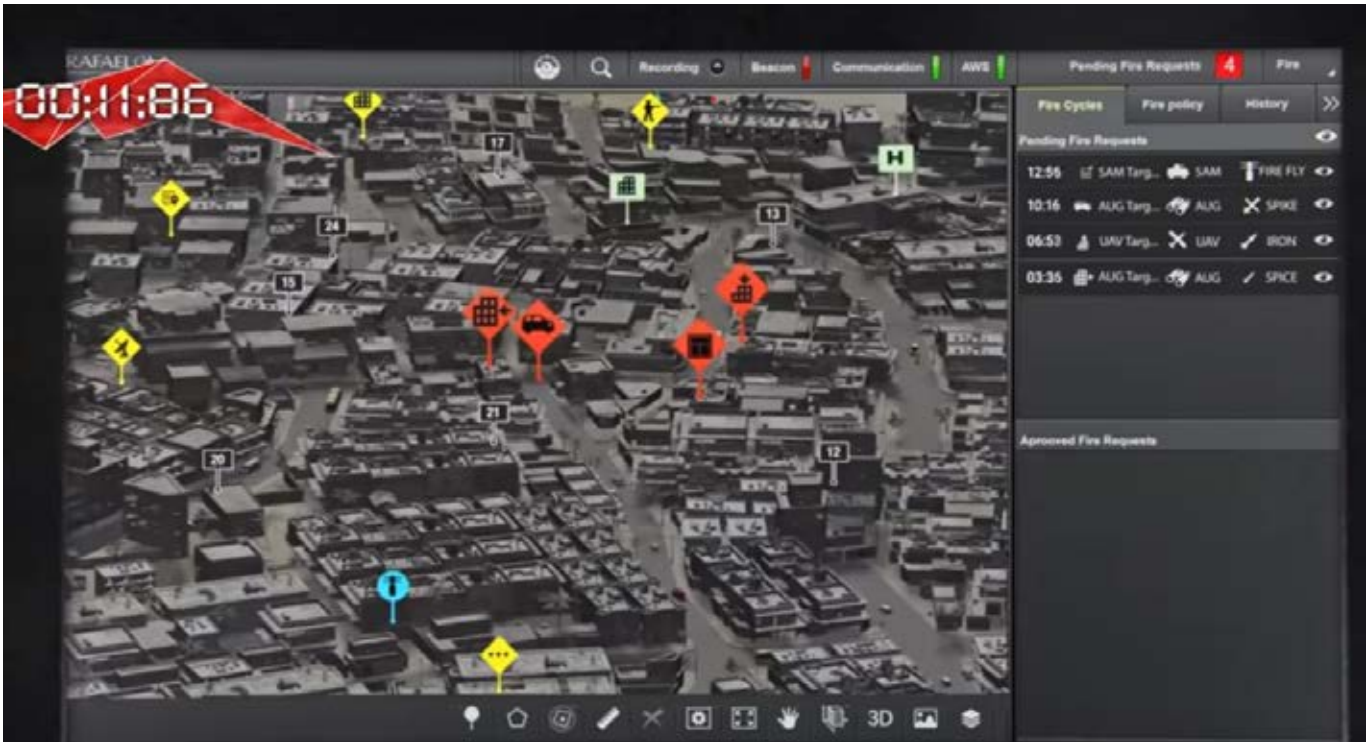 RAFAEL
00:11:86
Recording
Beacon
Communication
AWS
Pending Fire Requests 4
Fire
Fire Cycles
Fire policy
History
Pending Fire Requests
12:56 SAM Targ... SAM FIRE FLY
10:16 AUG Targ... AUG SPIKE
06:53 UAV Targ... UAV IRON
03:35 AUG Targ... AUG SPICE
Aprooved Fire Requests
17
H
24
13
15
21
20
12
3D